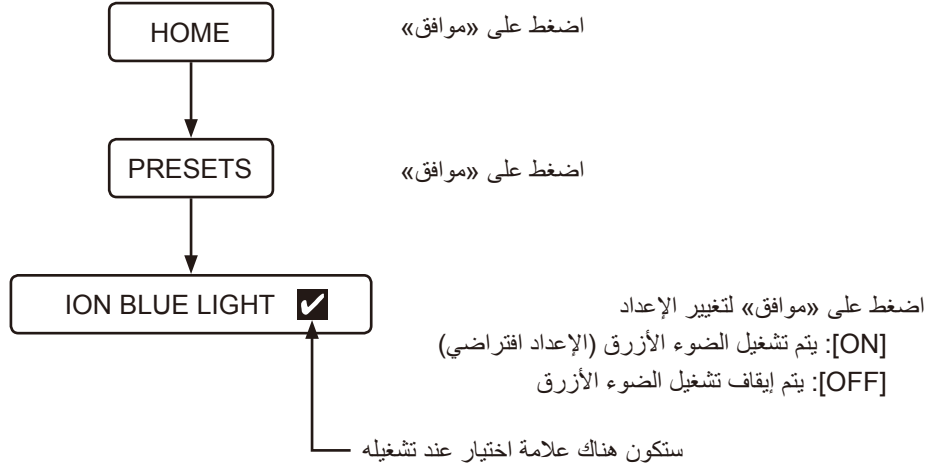 HOME
اضغط على «موافق»
PRESETS
اضغط على «موافق»
ION BLUE LIGHT ✔
اضغط على «موافق» لتغيير الإعداد
[ON]: يتم تشغيل الضوء الأزرق (الإعداد افتراضي)
[OFF]: يتم إيقاف تشغيل الضوء الأزرق
ستكون هناك علامة اختيار عند تشغيله